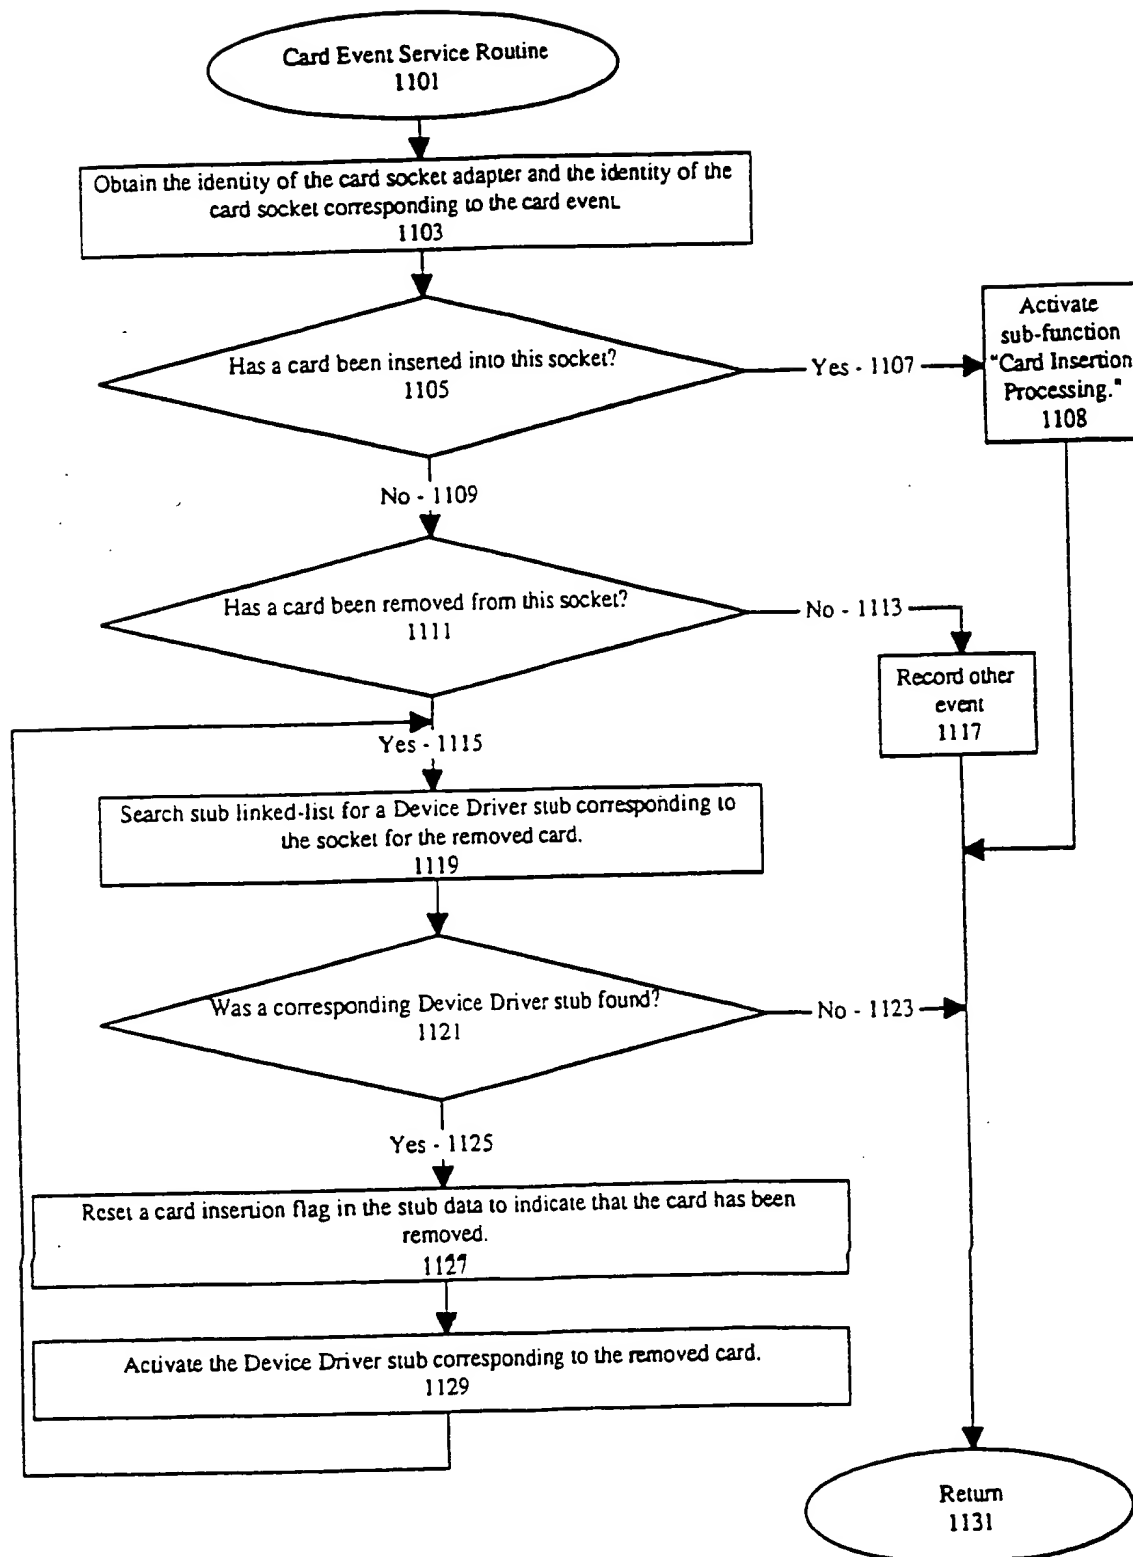 Card Event Service Routine
1101
Obtain the identity of the card socket adapter and the identity of the
card socket corresponding to the card event.
1103
Has a card been inserted into this socket?
1105
Yes - 1107
Activate
sub-function
"Card Insertion
Processing."
1108
No - 1109
Has a card been removed from this socket?
1111
No - 1113
Record other
event
1117
Yes - 1115
Search stub linked-list for a Device Driver stub corresponding to
the socket for the removed card.
1119
Was a corresponding Device Driver stub found?
1121
No - 1123
Yes - 1125
Reset a card insertion flag in the stub data to indicate that the card has been
removed.
1127
Activate the Device Driver stub corresponding to the removed card.
1129
Return
1131